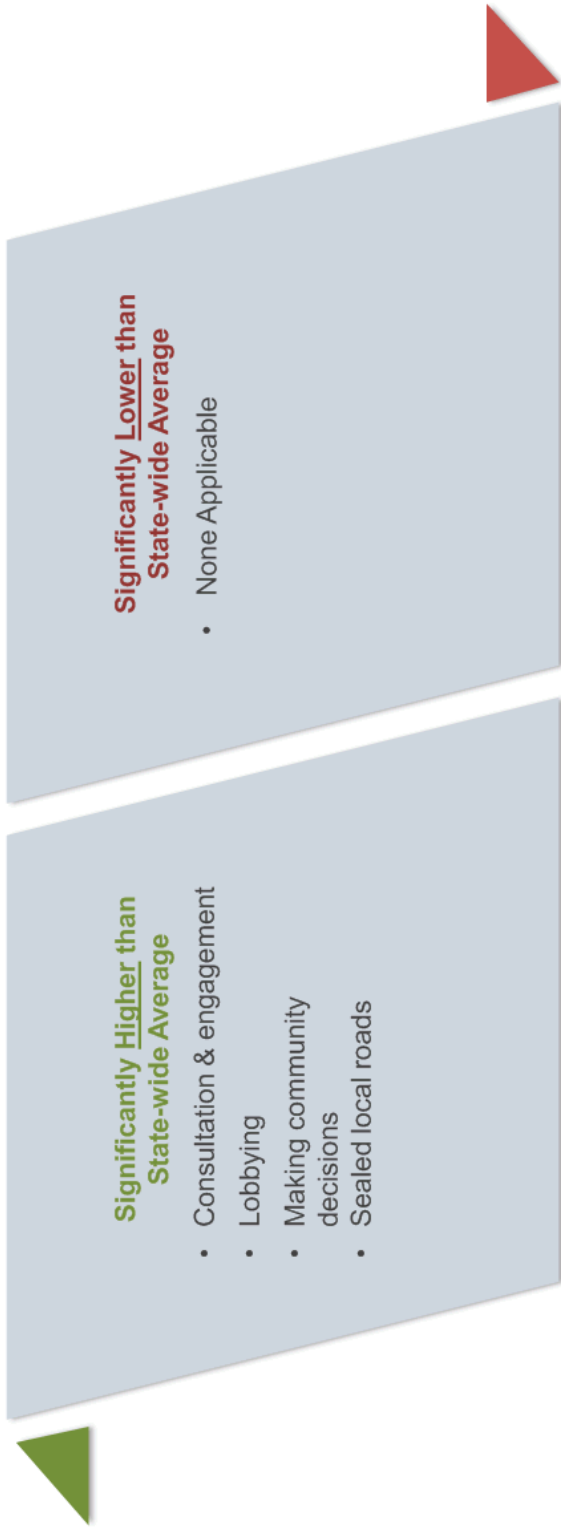 Significantly Higher than
State-wide Average
• Consultation & engagement
• Lobbying
• Making community
decisions
• Sealed local roads
Significantly Lower than
State-wide Average
• None Applicable